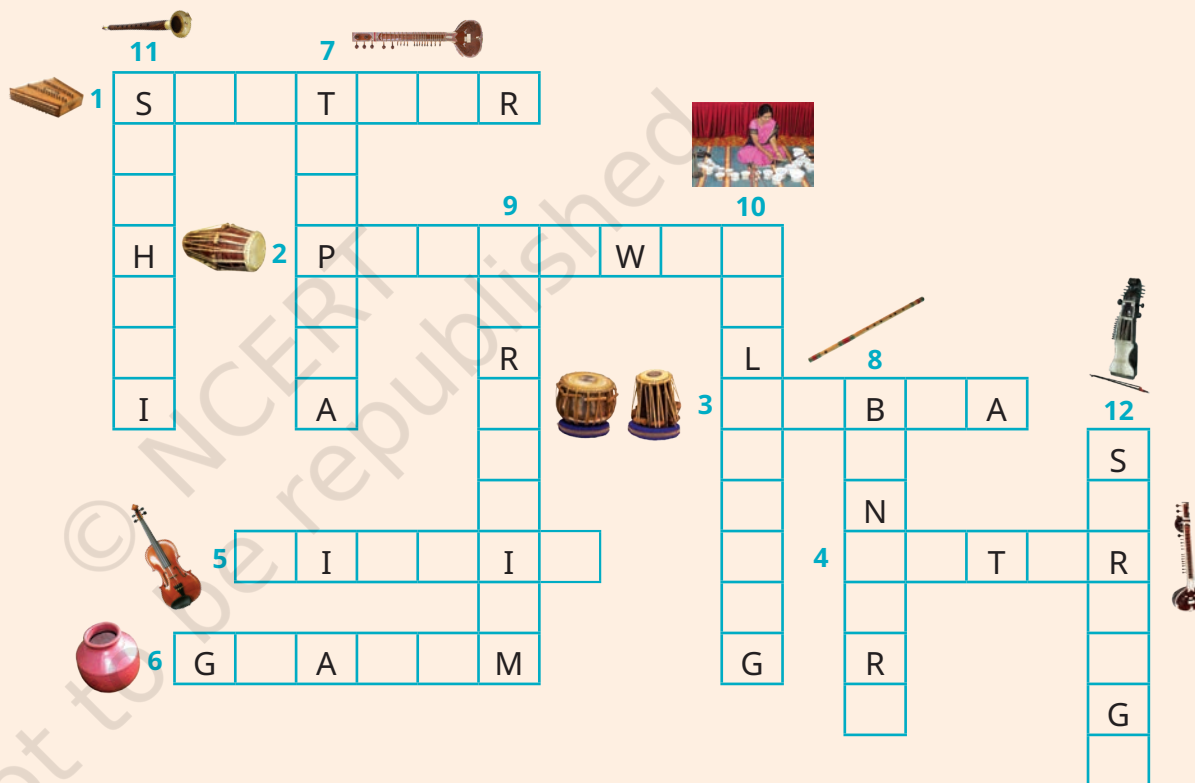 11 7
1 S T R
9 10
H 2 P W
R L 8
I A 3 B A 12
S
N
5 I I 4 T R
6 G A M G R
G
© NCERT
not to be republished